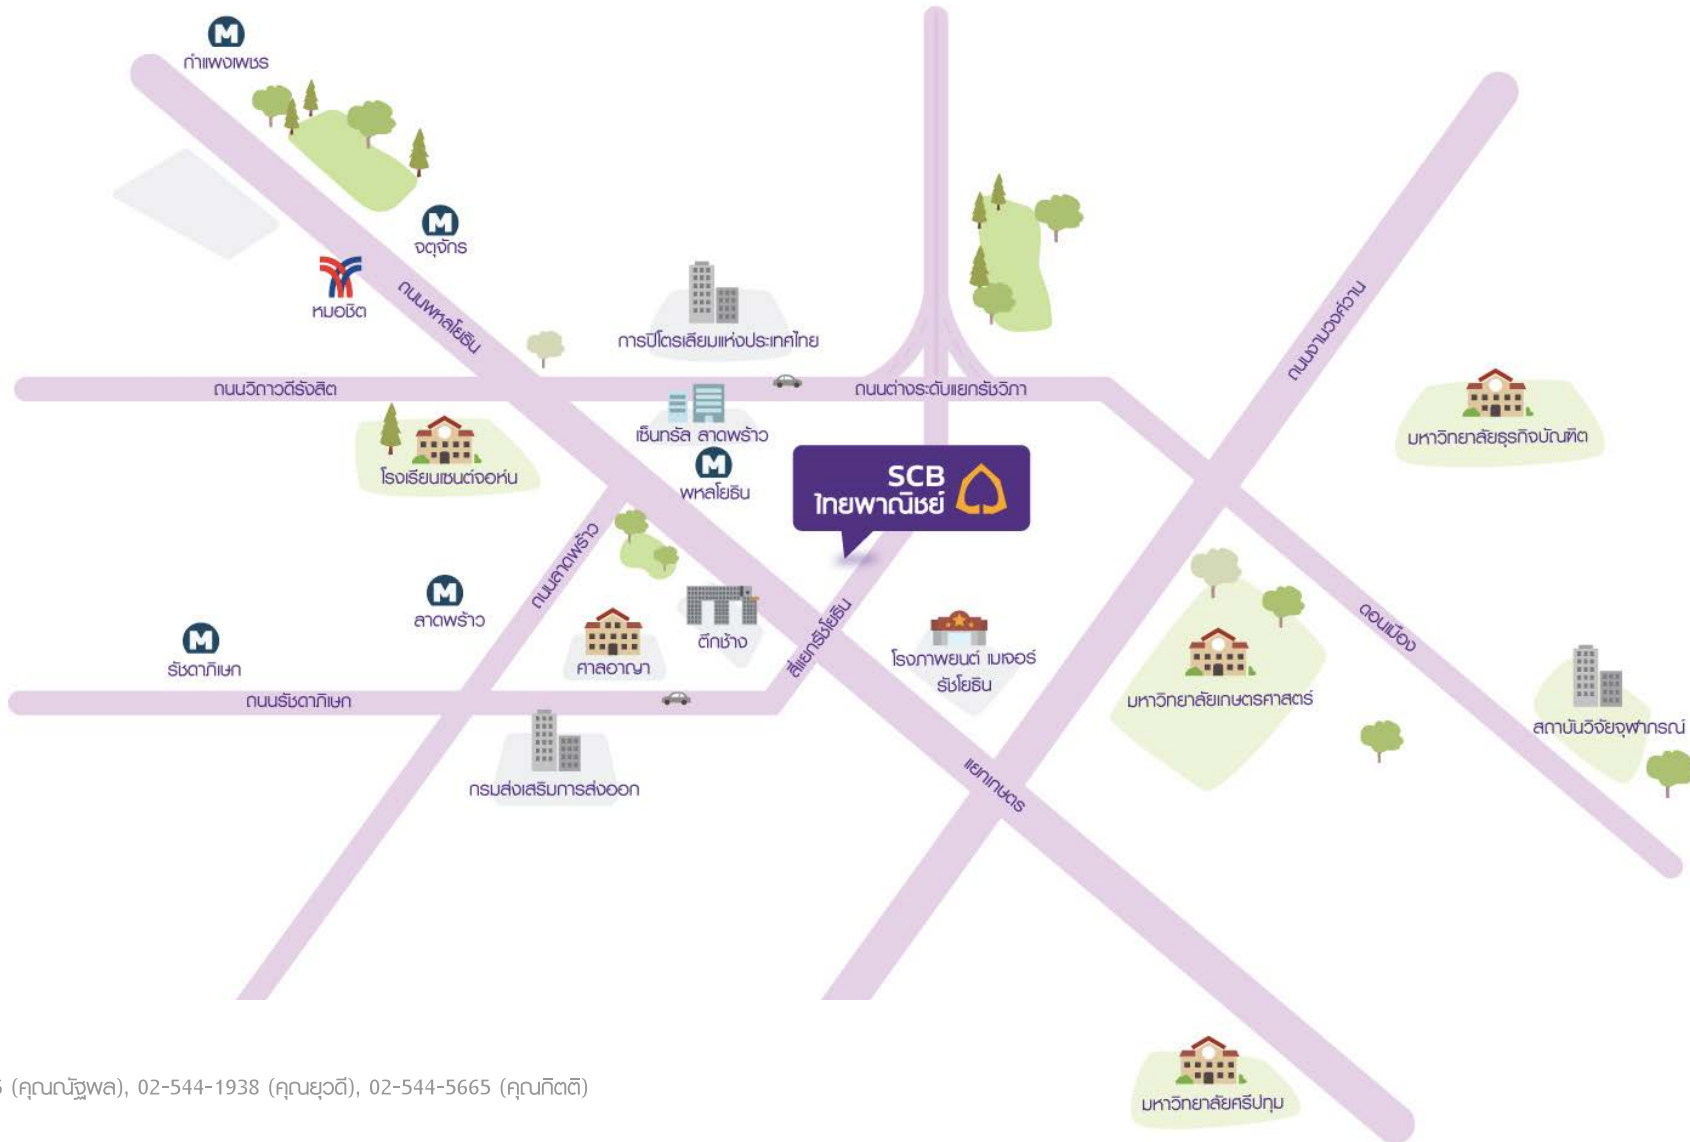 M
กำแพงเพชร
M
จตุจักร
หมอชิต
ถนนพหลโยธิน
การปิโตรเลียมแห่งประเทศไทย
ถนนงามวงศ์วาน
ถนนวิภาวดีรังสิต
ถนนต่างระดับแยกรัชวิภา
เซ็นทรัล ลาดพร้าว
มหาวิทยาลัยธุรกิจบัณฑิต
โรงเรียนเซนต์จอห์น
M
พหลโยธิน
SCB
ไทยพาณิชย์
ถนนลาดพร้าว
M
ลาดพร้าว
M
รัชดาภิเษก
ศาลอาญา
ตึกช้าง
สี่แยกรัชโยธิน
โรงภาพยนต์ เมเจอร์
รัชโยธิน
ดอนเมือง
มหาวิทยาลัยเกษตรศาสตร์
สถาบันวิจัยจุฬาภรณ์
ถนนรัชดาภิเษก
กรมส่งเสริมการส่งออก
แยกเกษตร
(คุณณัฐพล), 02-544-1938 (คุณยุวดี), 02-544-5665 (คุณกิตติ)
มหาวิทยาลัยศรีปทุม